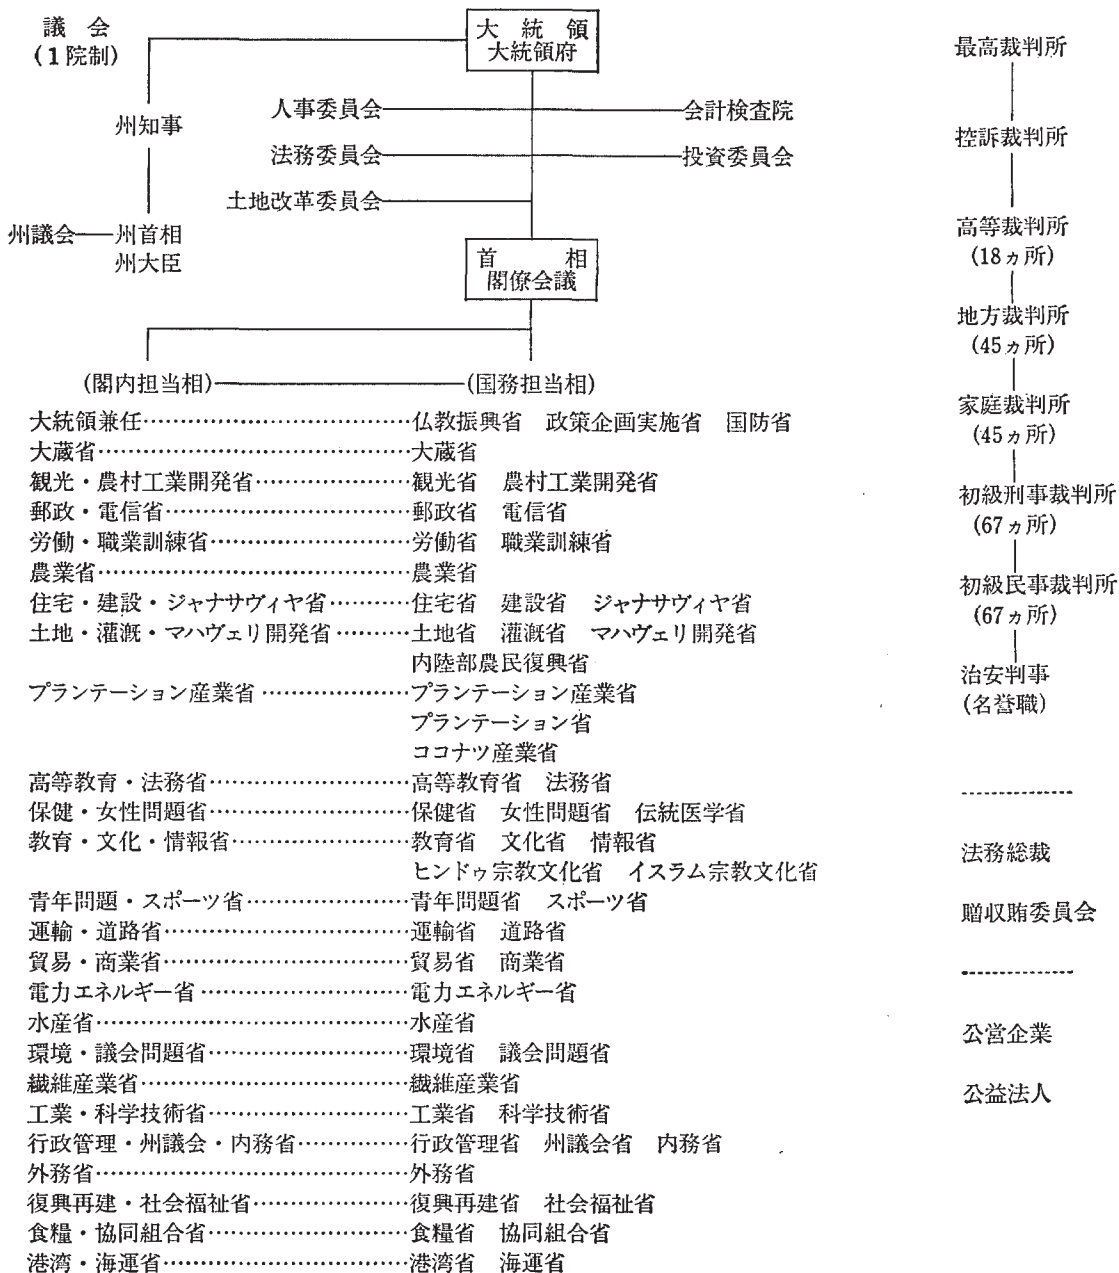 議会
(1院制)
大統領
大統領府
人事委員会
会計検査院
州知事
法務委員会
投資委員会
土地改革委員会
州議会
州首相
州大臣
首相
閣僚会議
(閣内担当相)
(国務担当相)
大統領兼任…………………………仏教振興省 政策企画実施省 国防省
大蔵省…………………………大蔵省
観光・農村工業開発省……………観光省 農村工業開発省
郵政・電信省……………………郵政省 電信省
労働・職業訓練省…………………労働省 職業訓練省
農業省…………………………農業省
住宅・建設・ジャナサヴィヤ省………住宅省 建設省 ジャナサヴィヤ省
土地・灌漑・マハヴェリ開発省………土地省 灌漑省 マハヴェリ開発省
内陸部農民復興省
プランテーション産業省………………プランテーション産業省
プランテーション省
ココナツ産業省
高等教育・法務省…………………高等教育省 法務省
保健・女性問題省…………………保健省 女性問題省 伝統医学省
教育・文化・情報省………………教育省 文化省 情報省
ヒンドゥ宗教文化省 イスラム宗教文化省
青年問題・スポーツ省………………青年問題省 スポーツ省
運輸・道路省……………………運輸省 道路省
貿易・商業省……………………貿易省 商業省
電力エネルギー省…………………電力エネルギー省
水産省…………………………水産省
環境・議会問題省…………………環境省 議会問題省
繊維産業省………………………繊維産業省
工業・科学技術省…………………工業省 科学技術省
行政管理・州議会・内務省…………行政管理省 州議会省 内務省
外務省…………………………外務省
復興再建・社会福祉省………………復興再建省 社会福祉省
食糧・協同組合省…………………食糧省 協同組合省
港湾・海運省……………………港湾省 海運省
最高裁判所
控訴裁判所
高等裁判所
(18ヵ所)
地方裁判所
(45ヵ所)
家庭裁判所
(45ヵ所)
初級刑事裁判所
(67ヵ所)
初級民事裁判所
(67ヵ所)
治安判事
(名誉職)
法務総裁
贈収賄委員会
公営企業
公益法人